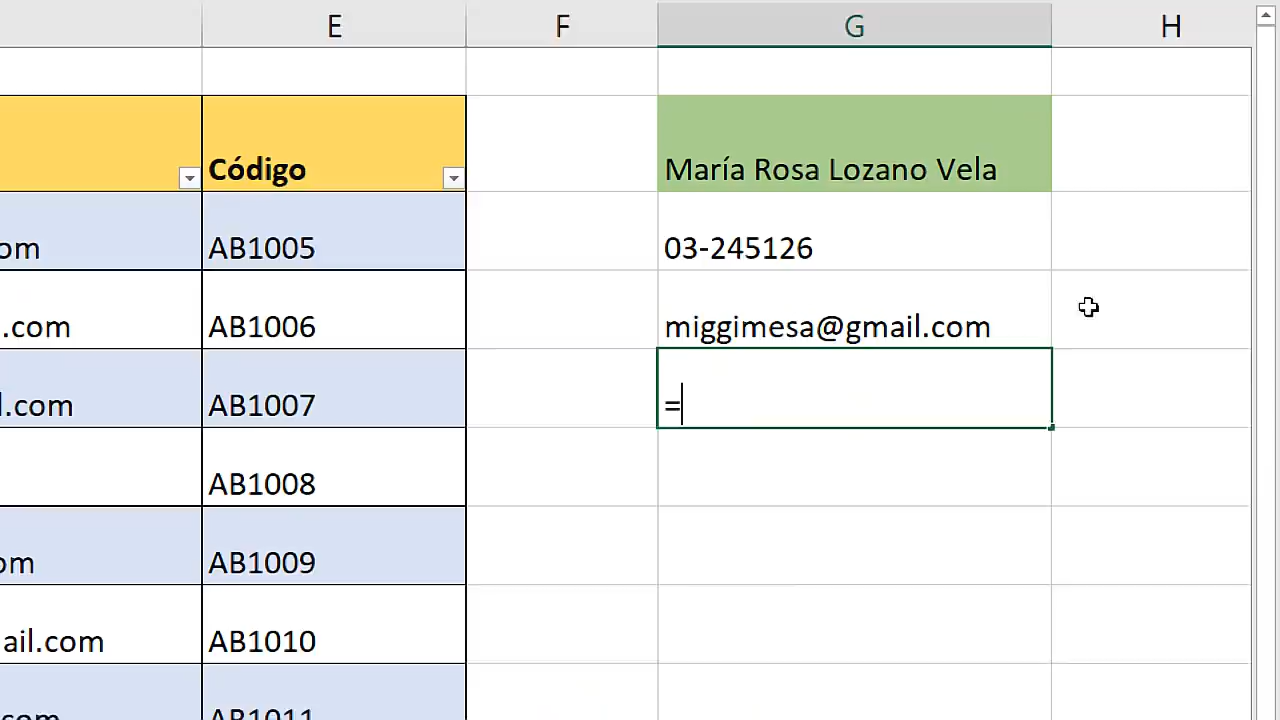 E F G H
Código María Rosa Lozano Vela
om AB1005 03-245126
.com AB1006 miggimesa@gmail.com
l.com AB1007 =
AB1008
om AB1009
ail.com AB1010
.com AB1011